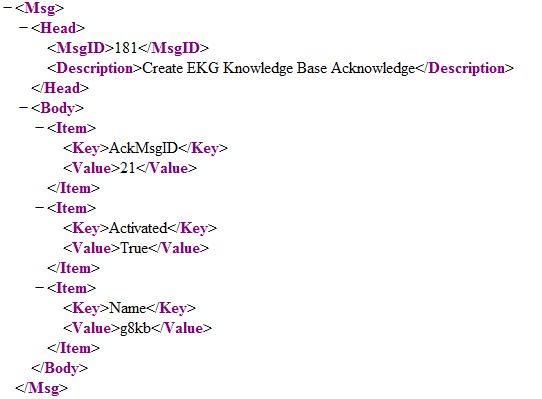 − <Msg>
− <Head>
<MsgID>181</MsgID>
<Description>Create EKG Knowledge Base Acknowledge</Description>
</Head>
− <Body>
− <Item>
<Key>AckMsgID</Key>
<Value>21</Value>
</Item>
− <Item>
<Key>Activated</Key>
<Value>True</Value>
</Item>
− <Item>
<Key>Name</Key>
<Value>g8kb</Value>
</Item>
</Body>
</Msg>